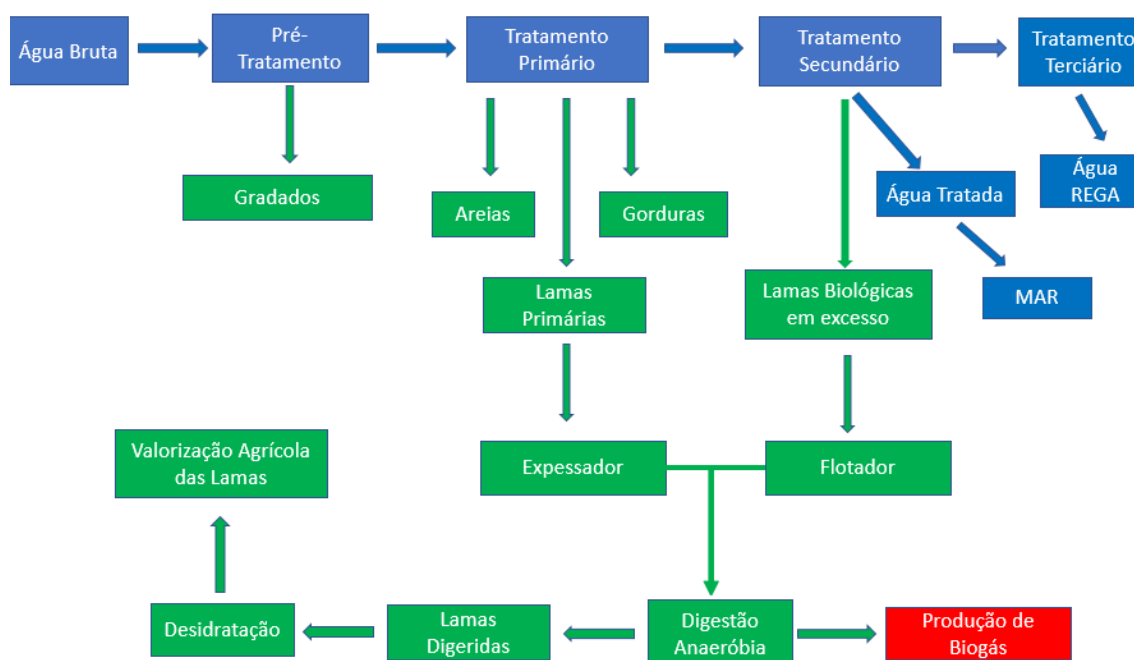 Água Bruta
Pré-
Tratamento
Tratamento
Primário
Tratamento
Secundário
Tratamento
Terciário
Gradados
Areias
Gorduras
Água Tratada
Água
REGA
Lamas
Primárias
Lamas Biológicas
em excesso
MAR
Valorização Agrícola
das Lamas
Expessador
Flotador
Desidratação
Lamas
Digeridas
Digestão
Anaeróbia
Produção de
Biogás